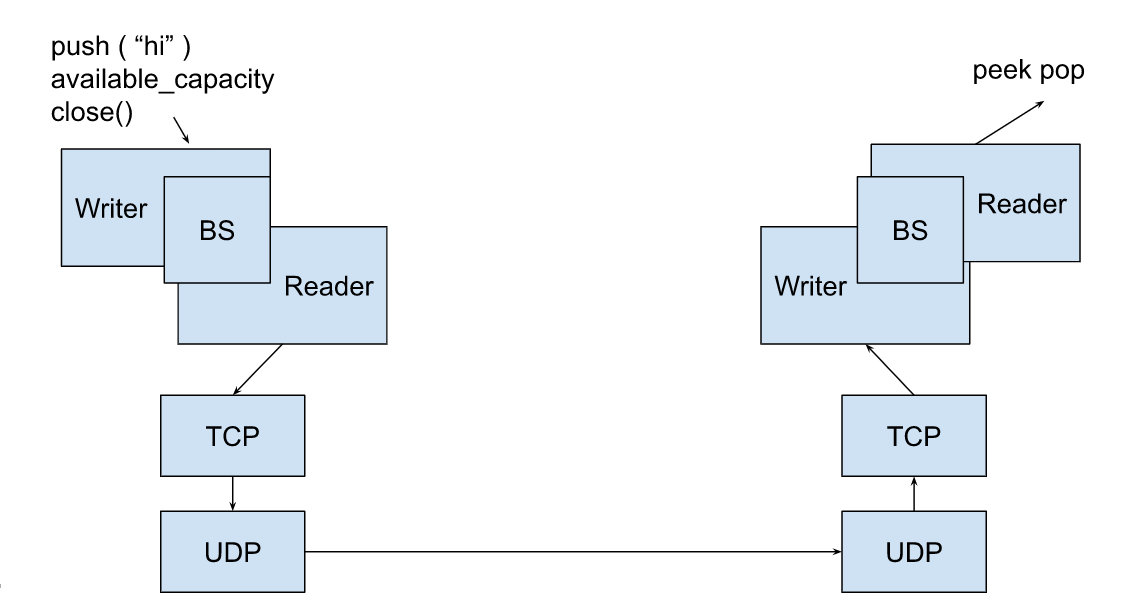 push ( “hi” )
available_capacity
close()
peek pop
Writer
BS
Reader
Writer
BS
Reader
TCP
TCP
UDP
UDP